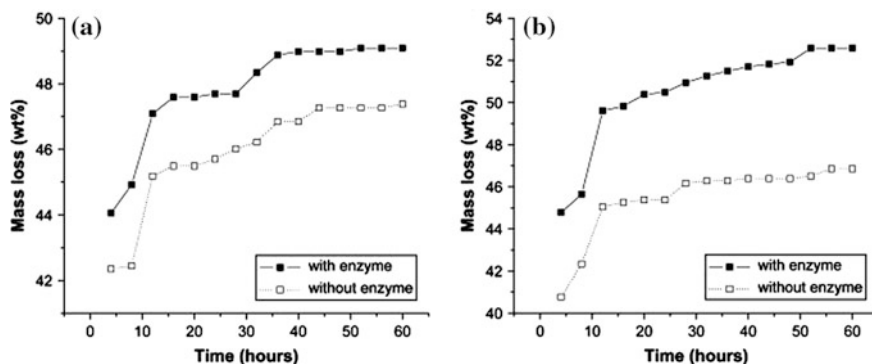 (a)
Mass loss (wt%)
50
48
46
44
42
with enzyme
without enzyme
0 10 20 30 40 50 60
Time (hours)
(b)
Mass loss (wt%)
54
52
50
48
46
44
42
40
with enzyme
without enzyme
0 10 20 30 40 50 60
Time (hours)